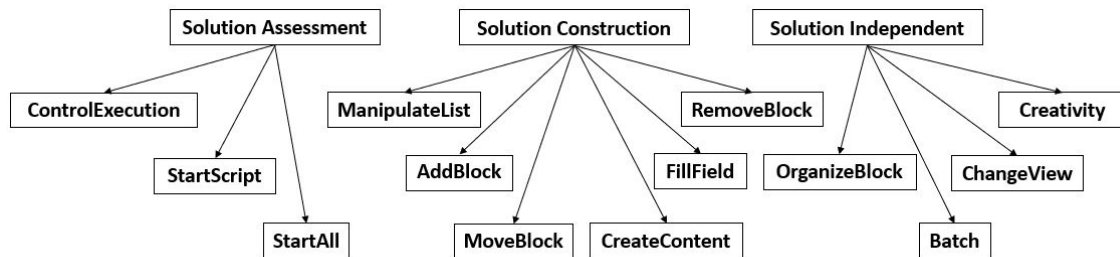 Solution Assessment
Solution Construction
Solution Independent
ControlExecution
ManipulateList
RemoveBlock
Creativity
StartScript
AddBlock
FillField
OrganizeBlock
ChangeView
StartAll
MoveBlock
CreateContent
Batch